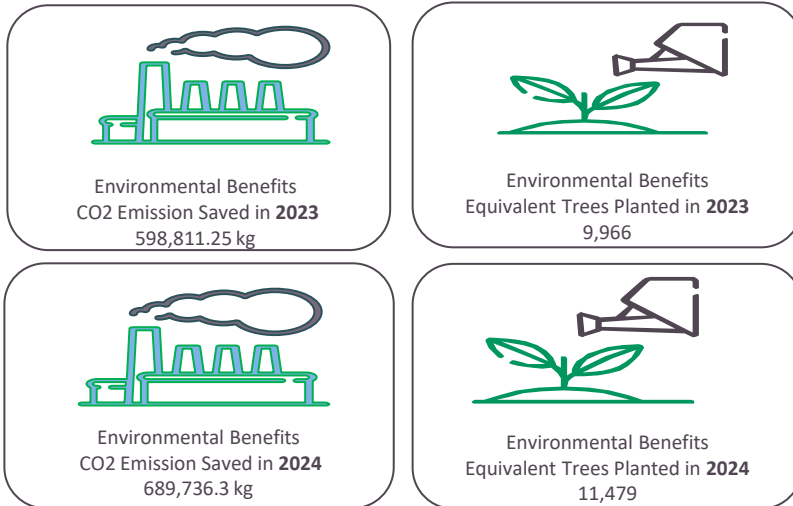 Environmental Benefits
CO2 Emission Saved in 2023
598,811.25 kg
Environmental Benefits
Equivalent Trees Planted in 2023
9,966
Environmental Benefits
CO2 Emission Saved in 2024
689,736.3 kg
Environmental Benefits
Equivalent Trees Planted in 2024
11,479